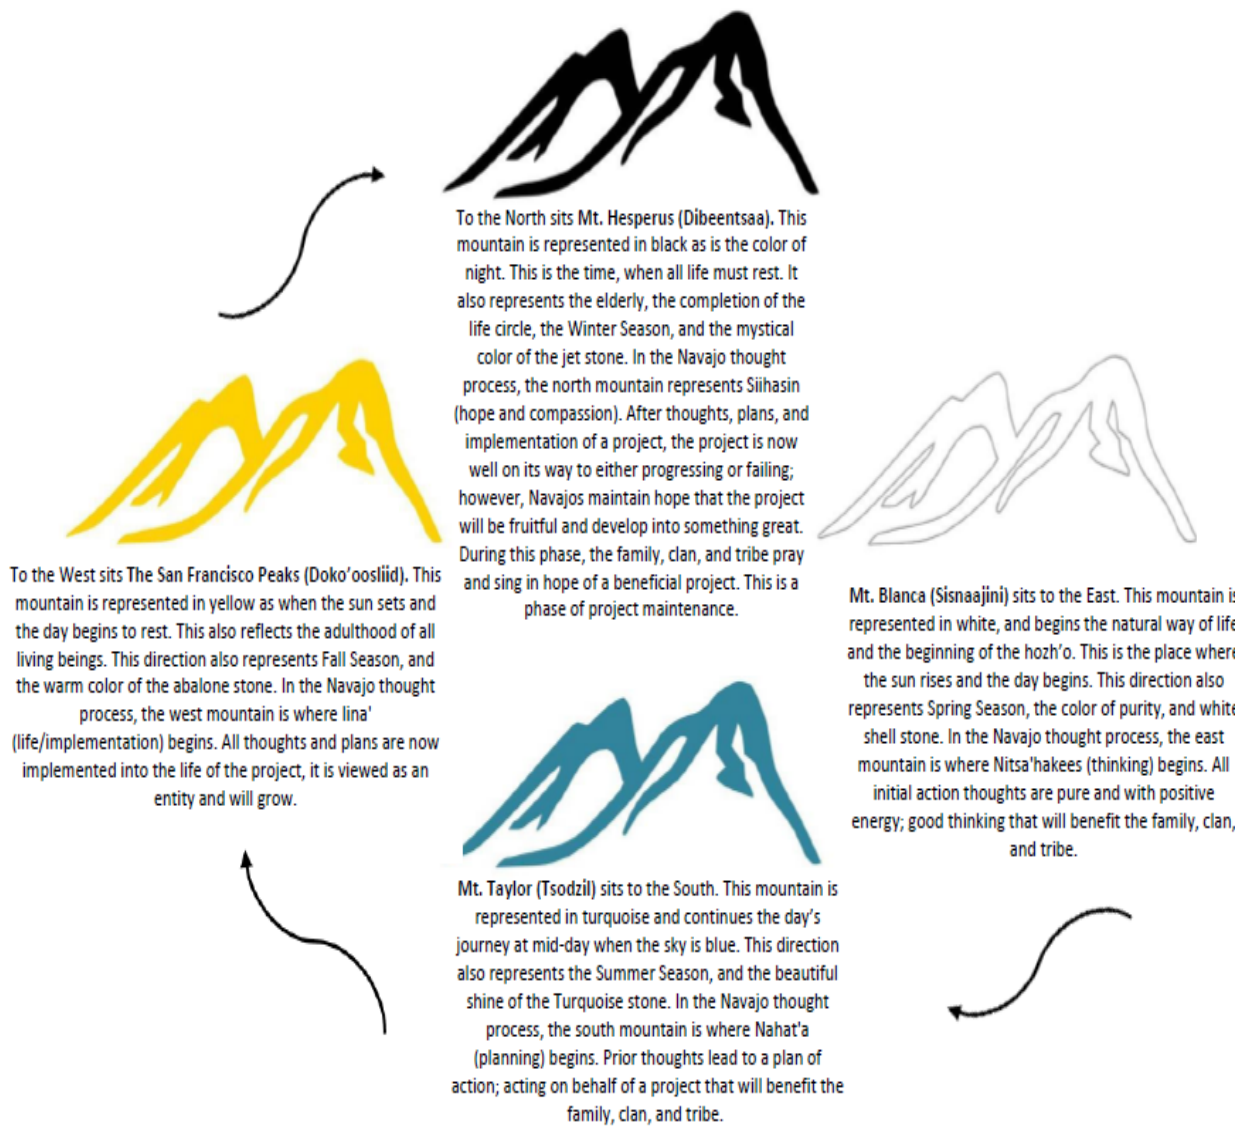 To the North sits Mt. Hesperus (Dibeentsaa). This
mountain is represented in black as is the color of
night. This is the time, when all life must rest. It
also represents the elderly, the completion of the
life circle, the Winter Season, and the mystical
color of the jet stone. In the Navajo thought
process, the north mountain represents Siihasin
(hope and compassion). After thoughts, plans, and
implementation of a project, the project is now
well on its way to either progressing or failing;
however, Navajos maintain hope that the project
will be fruitful and develop into something great.
During this phase, the family, clan, and tribe pray
and sing in hope of a beneficial project. This is a
phase of project maintenance.
To the West sits The San Francisco Peaks (Doko'oosliid). This
mountain is represented in yellow as when the sun sets and
the day begins to rest. This also reflects the adulthood of all
living beings. This direction also represents Fall Season, and
the warm color of the abalone stone. In the Navajo thought
process, the west mountain is where Iina'
(life/implementation) begins. All thoughts and plans are now
implemented into the life of the project, it is viewed as an
entity and will grow.
Mt. Blanca (Sisnaajini) sits to the East. This mountain is
represented in white, and begins the natural way of life
and the beginning of the hozh'o. This is the place where
the sun rises and the day begins. This direction also
represents Spring Season, the color of purity, and white
shell stone. In the Navajo thought process, the east
mountain is where Nitsa'hakees (thinking) begins. All
initial action thoughts are pure and with positive
energy; good thinking that will benefit the family, clan,
and tribe.
Mt. Taylor (Tsodzil) sits to the South. This mountain is
represented in turquoise and continues the day's
journey at mid-day when the sky is blue. This direction
also represents the Summer Season, and the beautiful
shine of the Turquoise stone. In the Navajo thought
process, the south mountain is where Nahat'a
(planning) begins. Prior thoughts lead to a plan of
action; acting on behalf of a project that will benefit the
family, clan, and tribe.